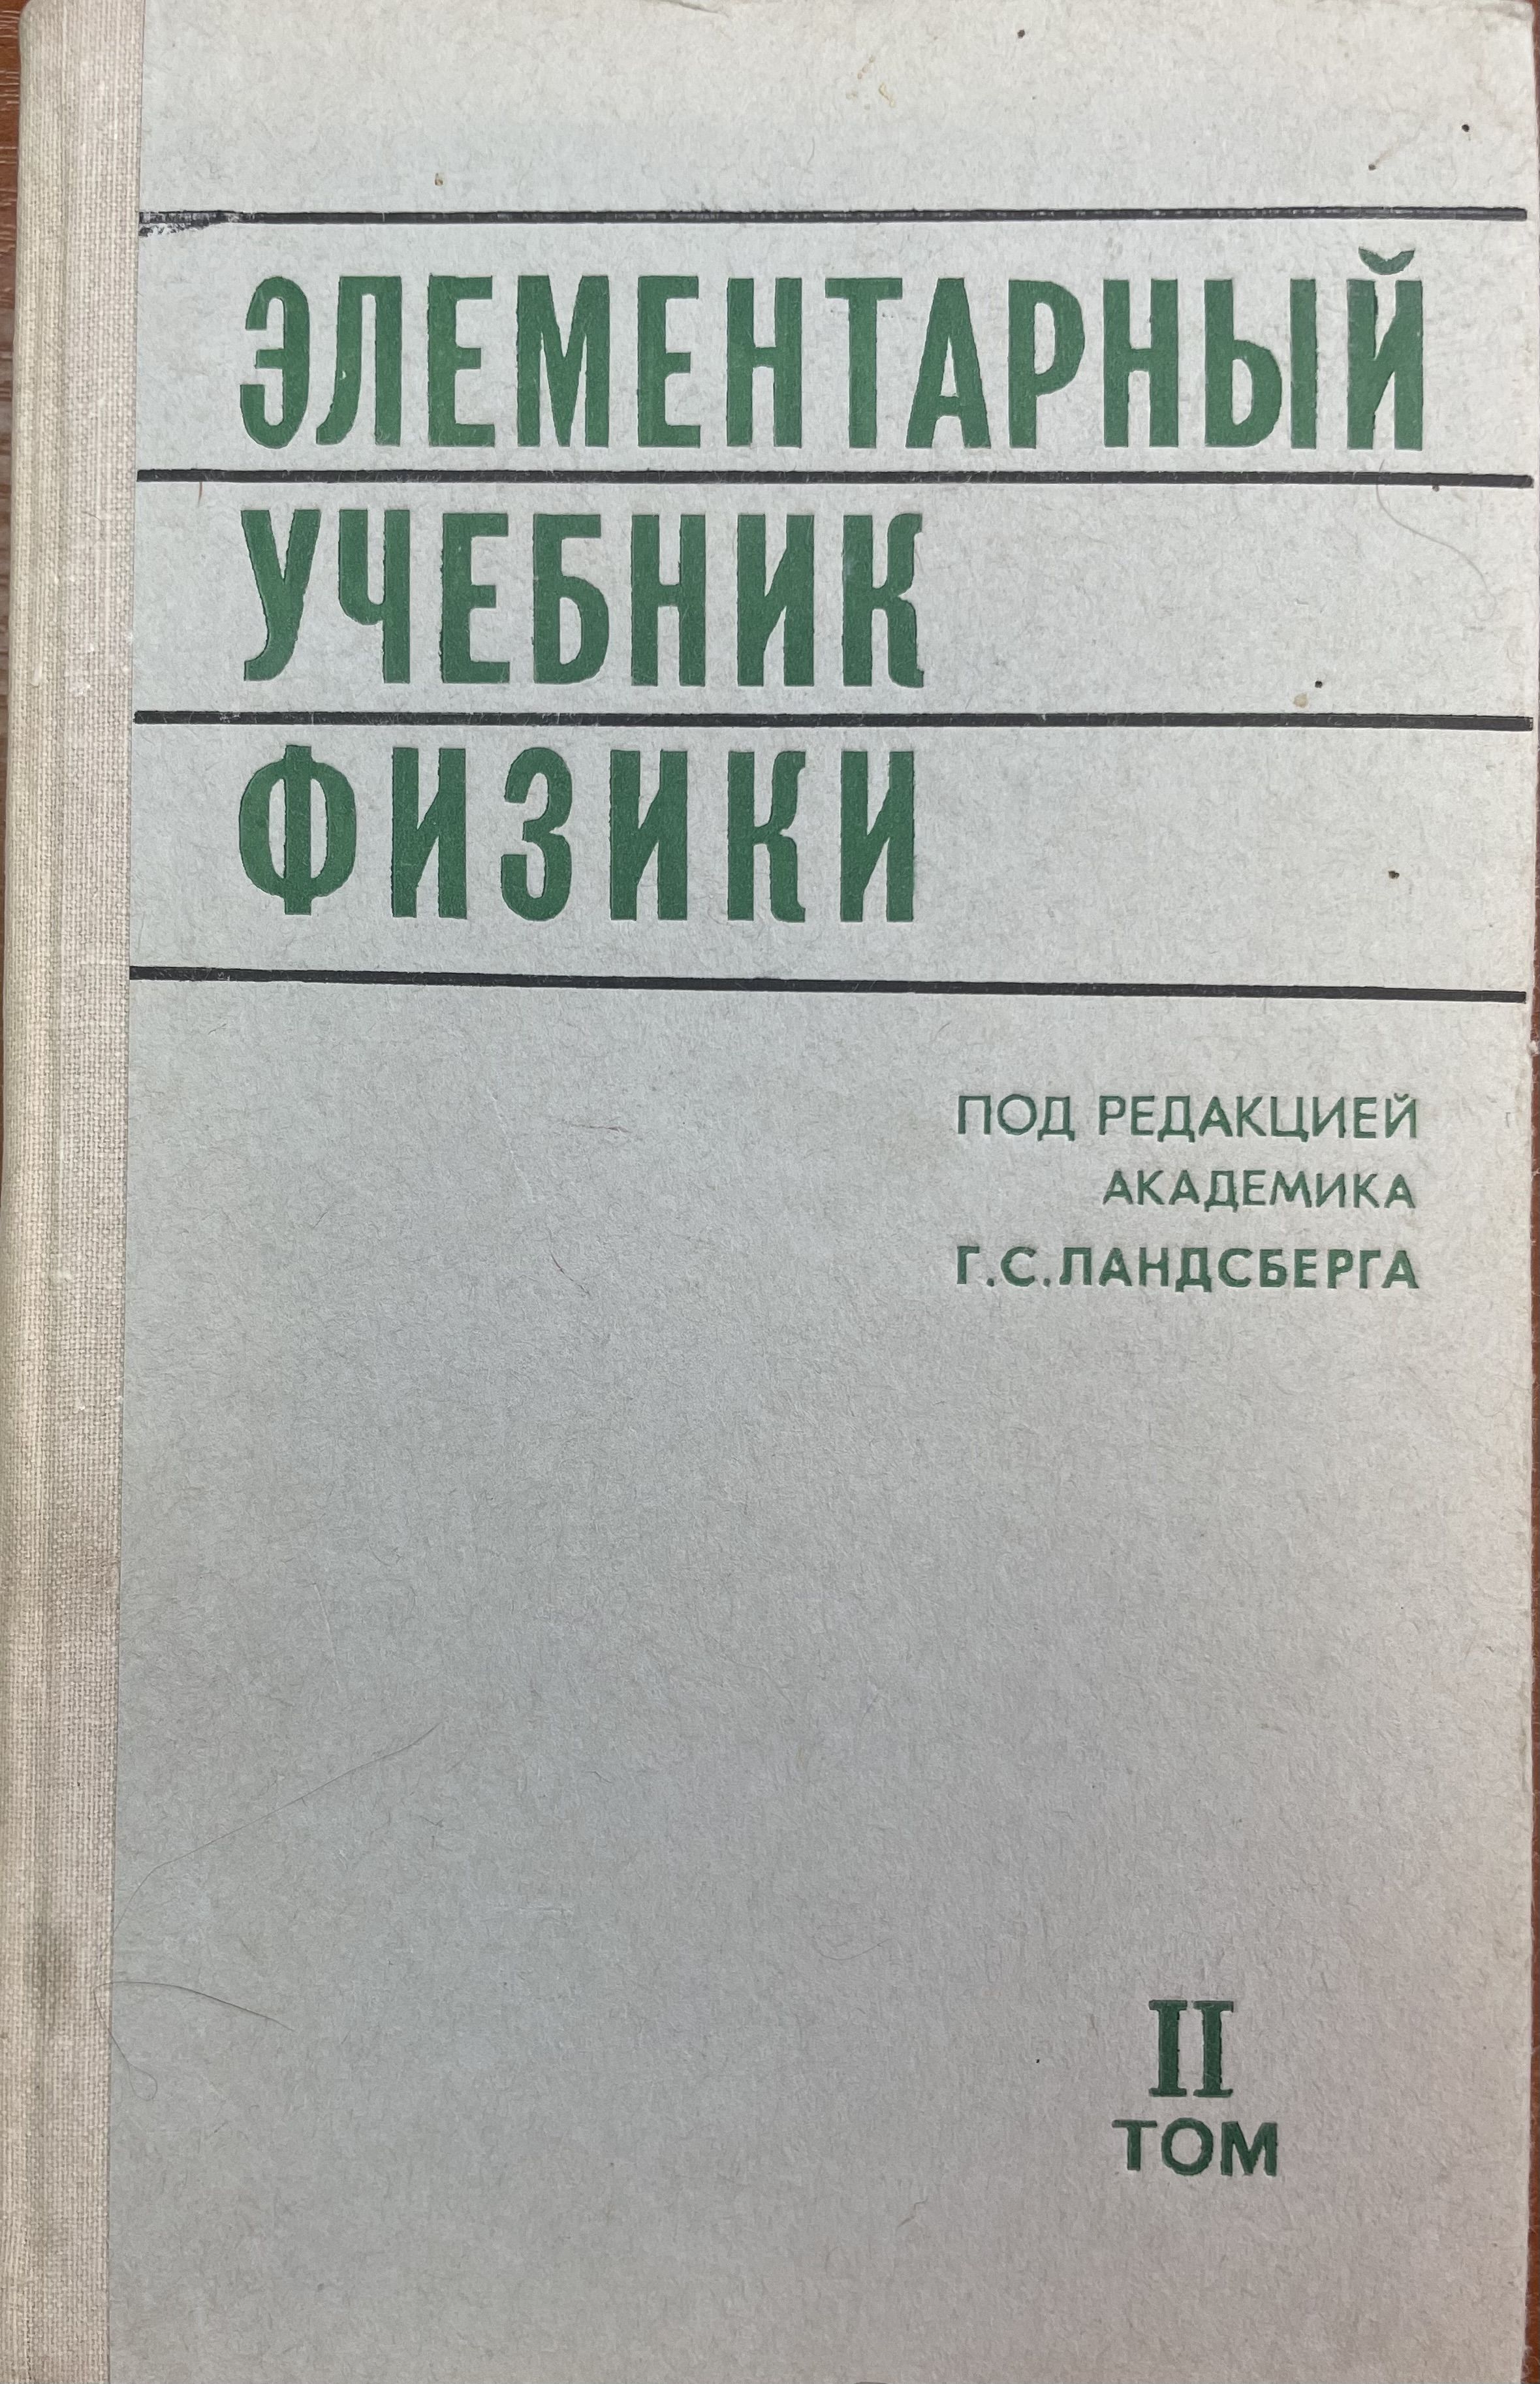 ЭЛЕМЕНТАРНЫЙ
УЧЕБНИК
ФИЗИКИ
ПОД РЕДАКЦИЕЙ
АКАДЕМИКА
Г.С.ЛАНДСБЕРГА
II
ТОМ